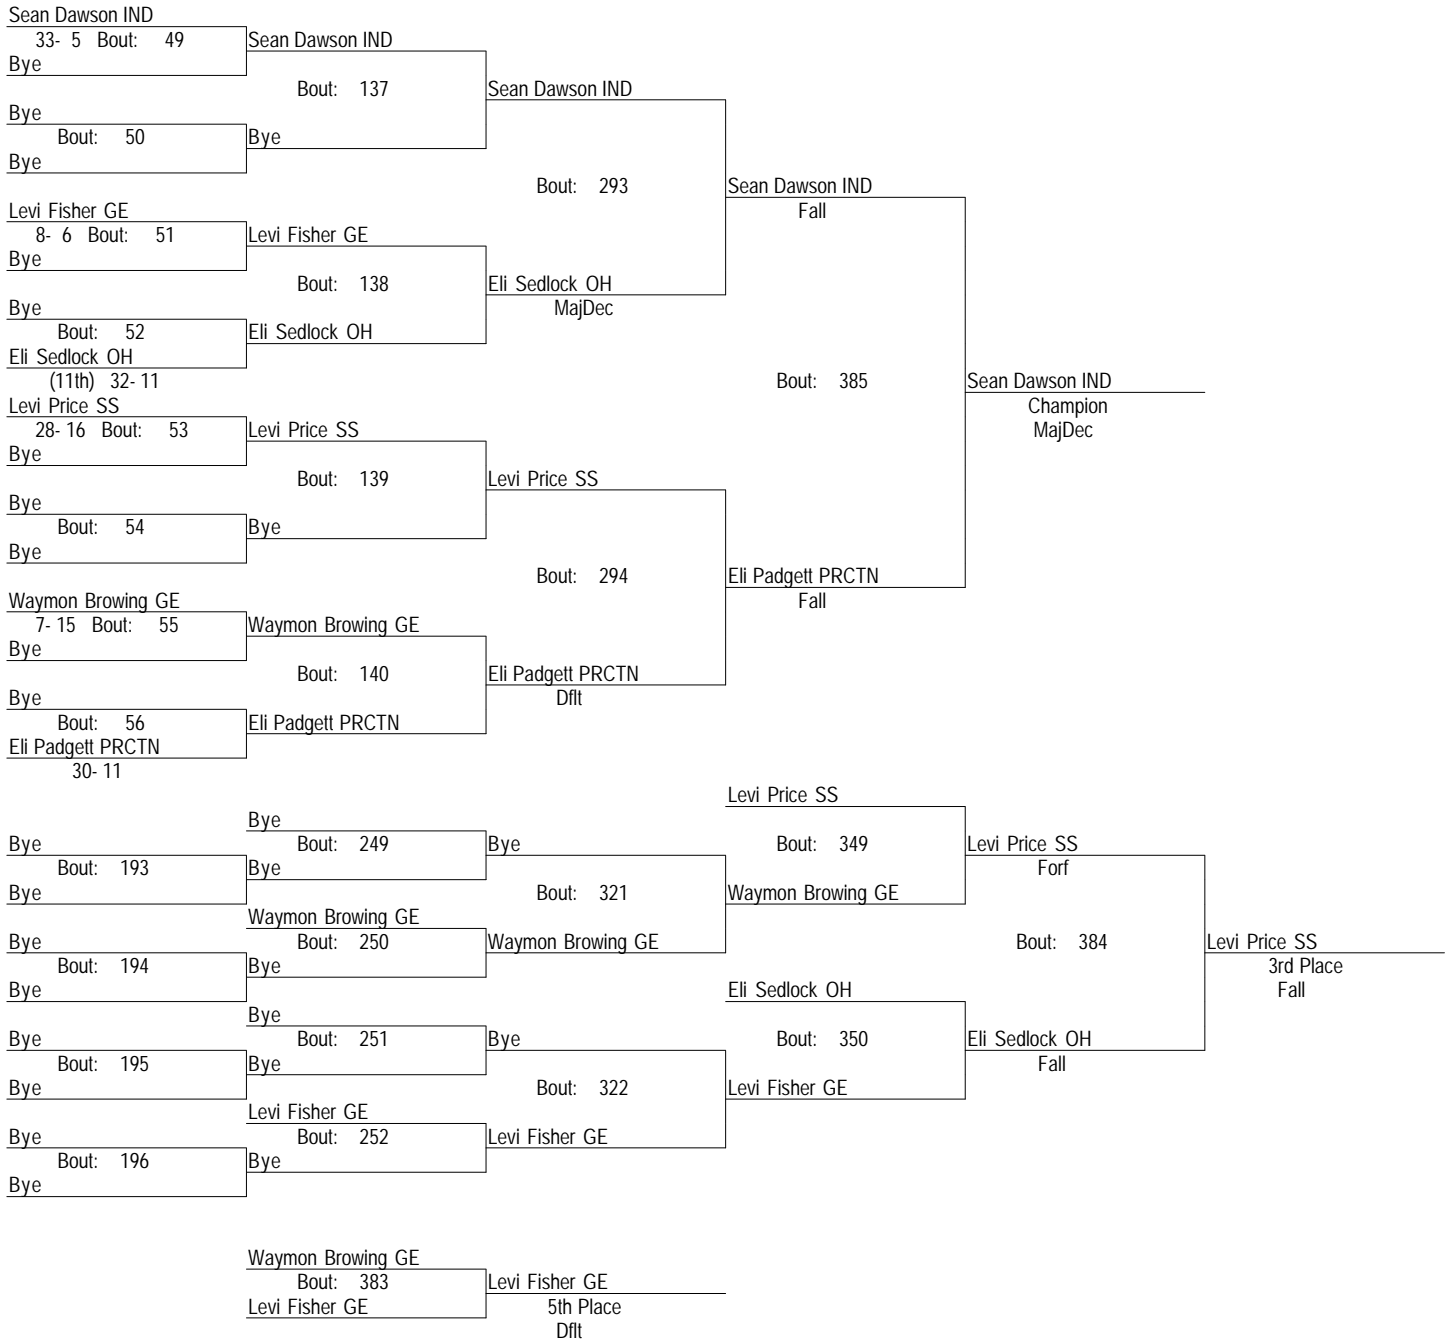 Sean Dawson IND
33- 5 Bout: 49
Sean Dawson IND
Bye
Bout: 137
Sean Dawson IND
Bye
Bout: 50
Bye
Bye
Bout: 293
Sean Dawson IND
Fall
Levi Fisher GE
8- 6 Bout: 51
Levi Fisher GE
Bye
Bout: 138
Eli Sedlock OH
MajDec
Bye
Bout: 52
Eli Sedlock OH
Eli Sedlock OH
(11th) 32- 11
Bout: 385
Sean Dawson IND
Champion
MajDec
Levi Price SS
28- 16 Bout: 53
Levi Price SS
Bye
Bout: 139
Levi Price SS
Bye
Bout: 54
Bye
Bye
Bout: 294
Eli Padgett PRCTN
Fall
Waymon Browing GE
7- 15 Bout: 55
Waymon Browing GE
Bye
Bout: 140
Eli Padgett PRCTN
Dflt
Bye
Bout: 56
Eli Padgett PRCTN
Eli Padgett PRCTN
30- 11
Levi Price SS
Bye
Bye
Bout: 249
Bye
Bout: 349
Levi Price SS
Forf
Bout: 193
Bye
Bye
Bout: 321
Waymon Browing GE
Waymon Browing GE
Bye
Bout: 250
Waymon Browing GE
Bout: 384
Levi Price SS
3rd Place
Fall
Bout: 194
Bye
Bye
Eli Sedlock OH
Bye
Bye
Bout: 251
Bye
Bout: 350
Eli Sedlock OH
Fall
Bout: 195
Bye
Bye
Bout: 322
Levi Fisher GE
Levi Fisher GE
Bye
Bout: 252
Levi Fisher GE
Bout: 196
Bye
Bye
Waymon Browing GE
Bout: 383
Levi Fisher GE
Levi Fisher GE
5th Place
Dflt